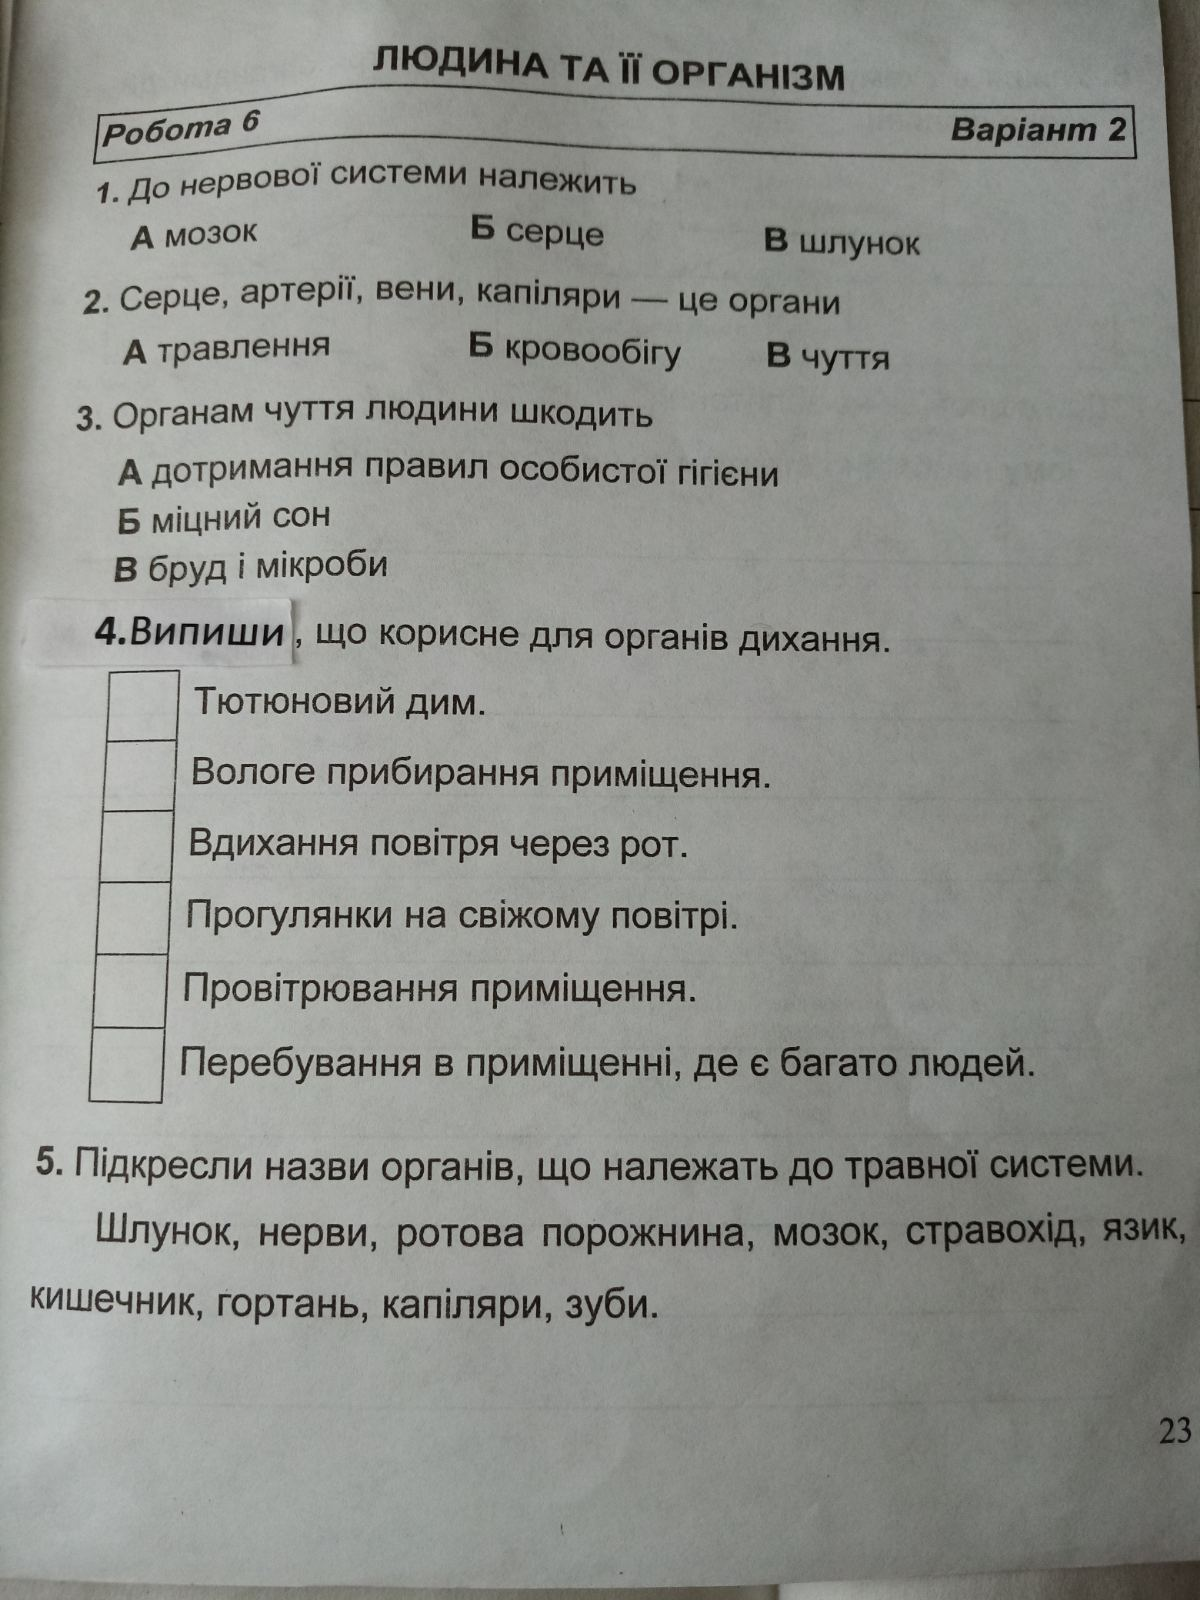 ЛЮДИНА ТА ЇЇ ОРГАНІЗМ
Робота 6 Варіант 2
1. До нервової системи належить
А мозок Б серце В шлунок
2. Серце, артерії, вени, капіляри — це органи
А травлення Б кровообігу В чуття
3. Органам чуття людини шкодить
А дотримання правил особистої гігієни
Б міцний сон
В бруд і мікроби
4.Випиши, що корисне для органів дихання.
Тютюновий дим.
Вологе прибирання приміщення.
Вдихання повітря через рот.
Прогулянки на свіжому повітрі.
Провітрювання приміщення.
Перебування в приміщенні, де є багато людей.
5. Підкресли назви органів, що належать до травної системи.
Шлунок, нерви, ротова порожнина, мозок, стравохід, язик,
кишечник, гортань, капіляри, зуби.
23